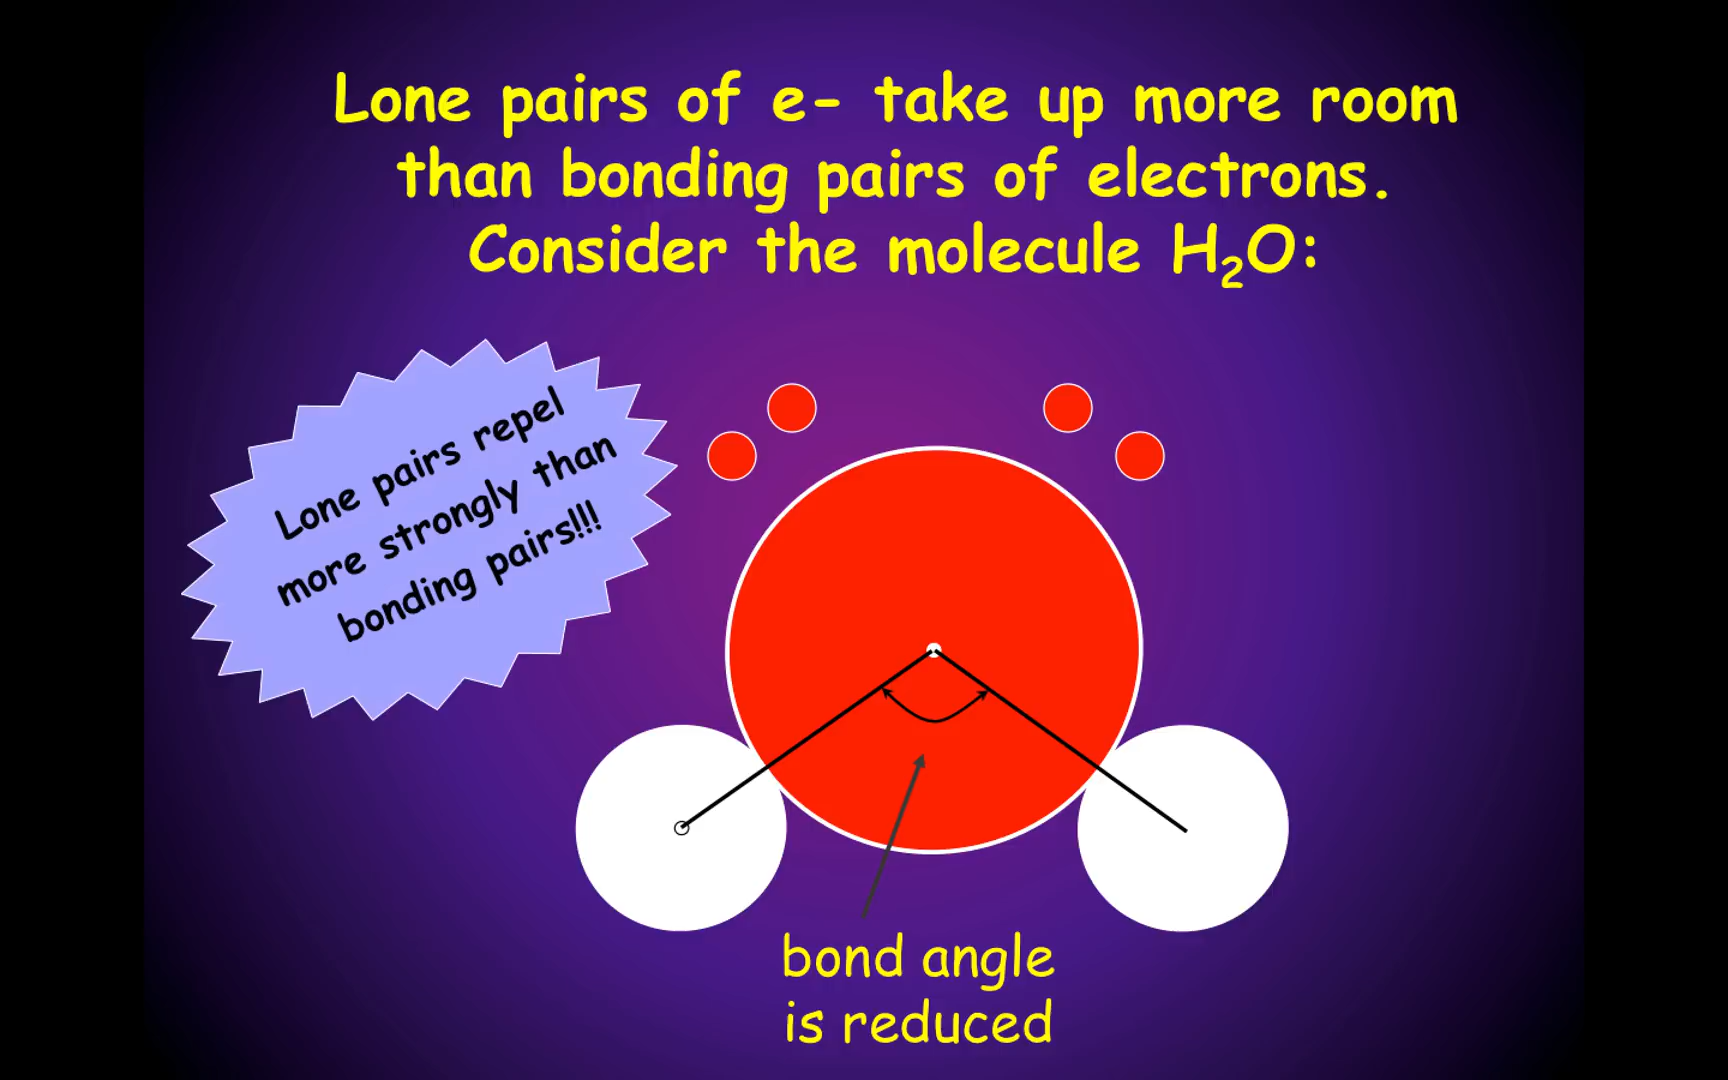 Lone pairs of e- take up more room
than bonding pairs of electrons.
Consider the molecule H₂O:
Lone pairs repel
more strongly than
bonding pairs!!!
bond angle
is reduced